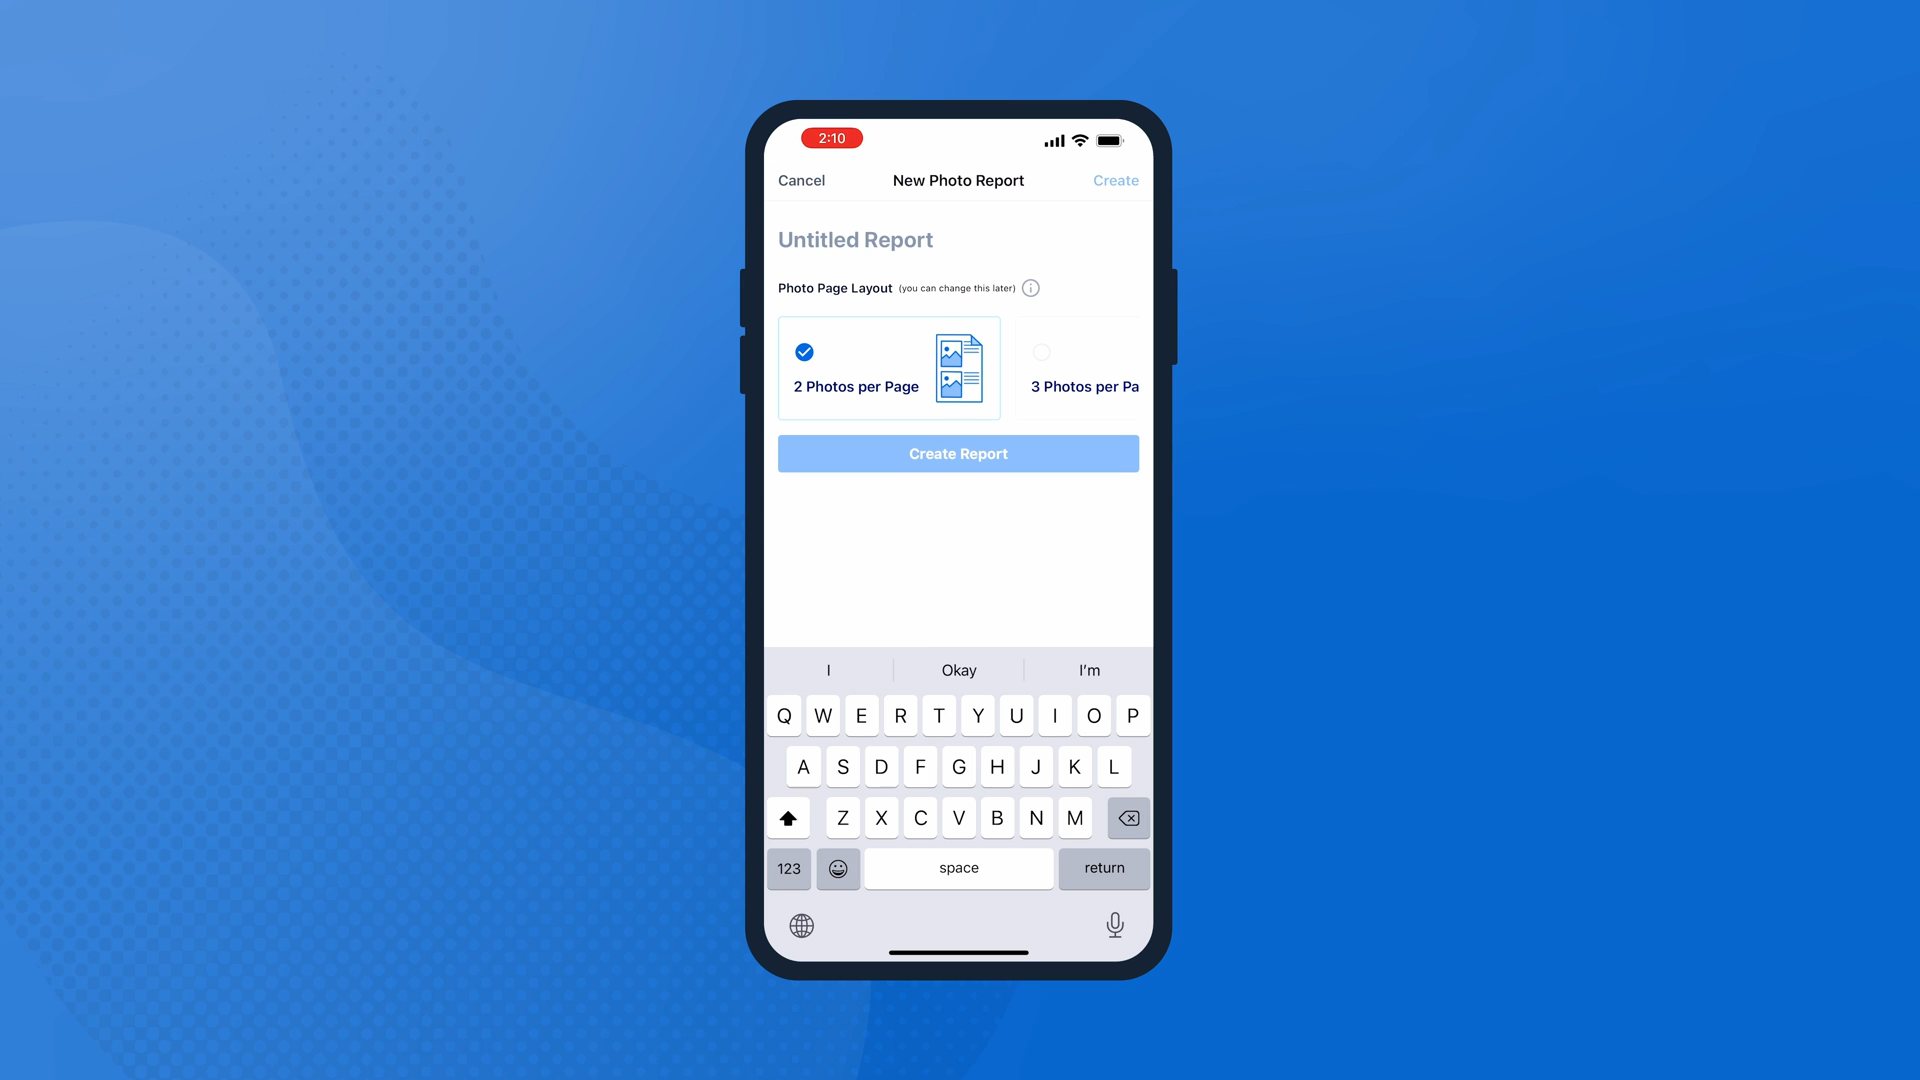 2:10
Cancel New Photo Report Create
Untitled Report
Photo Page Layout (you can change this later)
2 Photos per Page 3 Photos per Pa
Create Report
I Okay I'm
Q W E R T Y U I O P
A S D F G H J K L
Z X C V B N M
123 space return